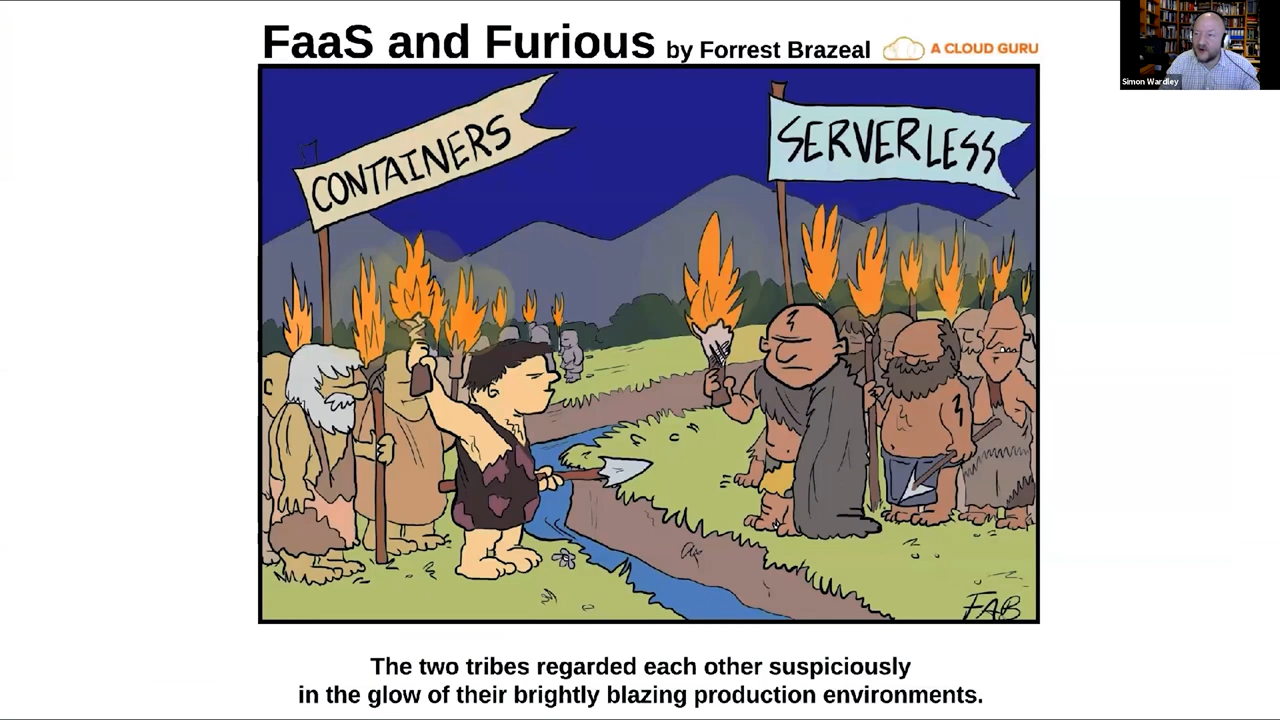 FaaS and Furious by Forrest Brazeal A CLOUD GURU
Simon Wardley
CONTAINERS
SERVERLESS
FAB
The two tribes regarded each other suspiciously
in the glow of their brightly blazing production environments.